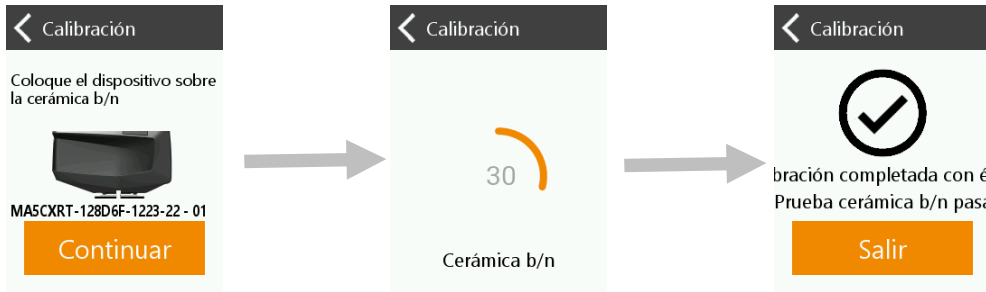 Calibración
Coloque el dispositivo sobre
la cerámica b/n
MA5CXRT-128D6F-1223-22 - 01
Continuar
Calibración
30
Cerámica b/n
Calibración
bración completada con é
Prueba cerámica b/n pasa
Salir